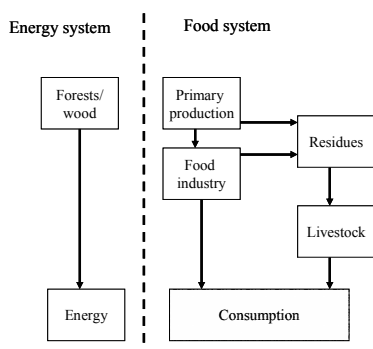 Energy system
Food system
Forests/
wood
Primary
production
Residues
Food
industry
Livestock
Energy
Consumption